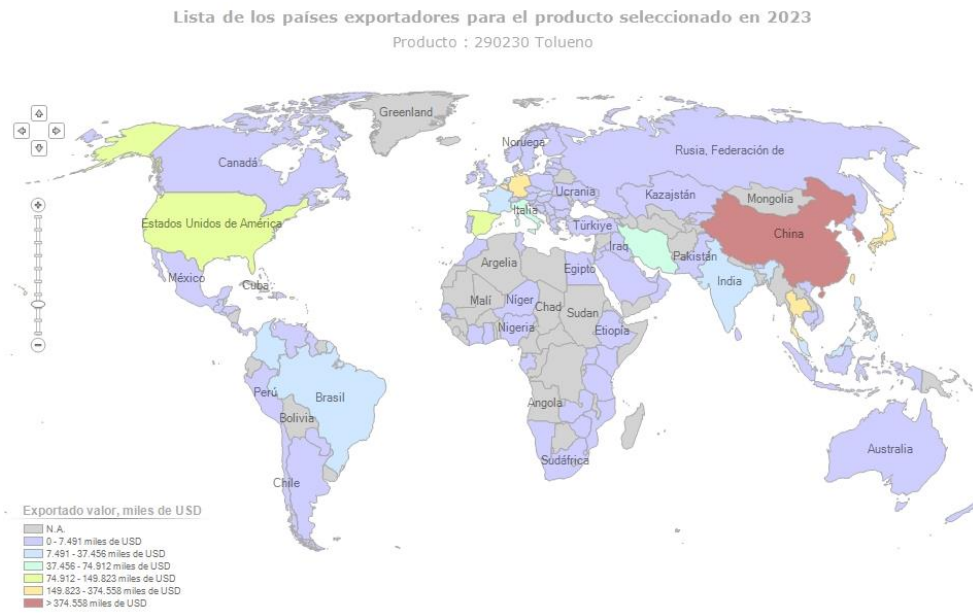 Lista de los países exportadores para el producto seleccionado en 2023
Producto : 290230 Tolueno
Greenland
Noruega
Rusia, Federación de
Canadá
Ucrania
Kazajstán
Mongolia
Italia
Estados Unidos de América
Türkiye
China
Iraq
Pakistán
Argelia
Egipto
India
México
Cuba
Malí
Níger
Chad
Sudan
Nigeria
Etiopía
Perú
Brasil
Angola
Bolivia
Australia
Sudáfrica
Chile
Exportado valor, miles de USD
N.A.
0 - 7.491 miles de USD
7.491 - 37.456 miles de USD
37.456 - 74.912 miles de USD
74.912 - 149.823 miles de USD
149.823 - 374.558 miles de USD
> 374.558 miles de USD